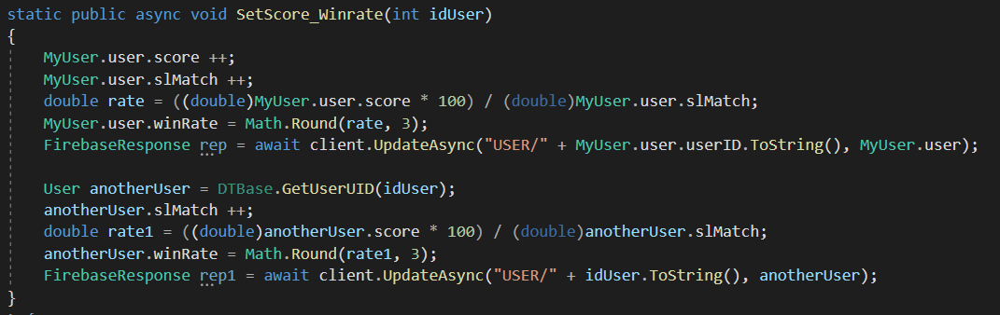 static public async void SetScore_Winrate(int idUser)
{
    MyUser.user.score ++;
    MyUser.user.slMatch ++;
    double rate = ((double)MyUser.user.score * 100) / (double)MyUser.user.slMatch;
    MyUser.user.winRate = Math.Round(rate, 3);
    FirebaseResponse rep = await client.UpdateAsync("USER/" + MyUser.user.userID.ToString(), MyUser.user);

    User anotherUser = DTBase.GetUserUID(idUser);
    anotherUser.slMatch ++;
    double rate1 = ((double)anotherUser.score * 100) / (double)anotherUser.slMatch;
    anotherUser.winRate = Math.Round(rate1, 3);
    FirebaseResponse rep1 = await client.UpdateAsync("USER/" + idUser.ToString(), anotherUser);
}